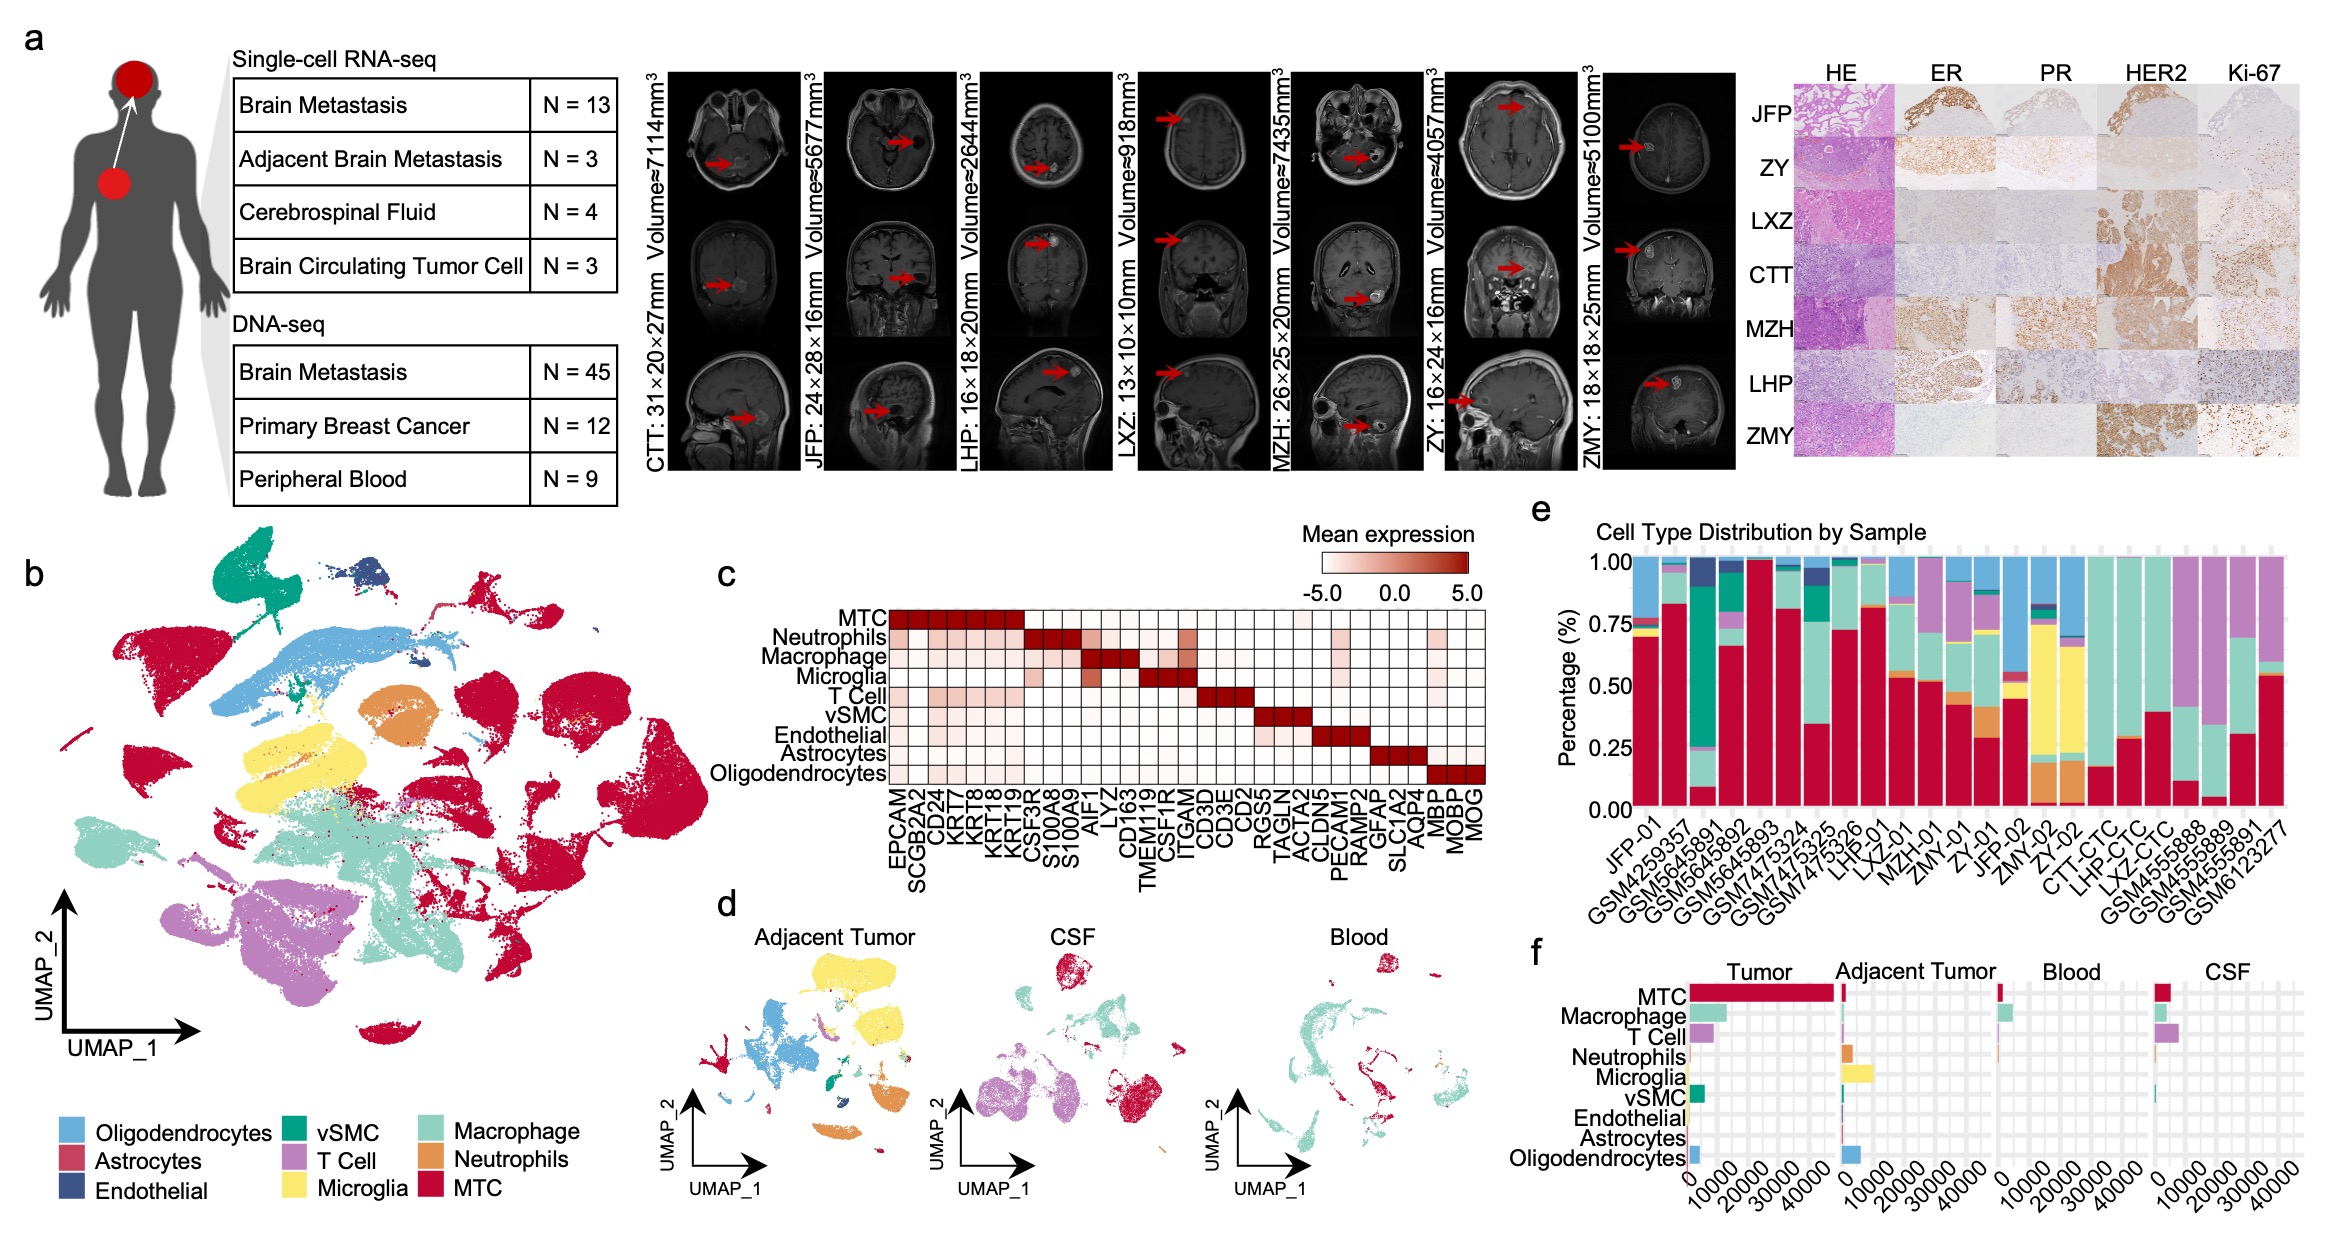 a
Single-cell RNA-seq
Brain Metastasis N = 13
Adjacent Brain Metastasis N = 3
Cerebrospinal Fluid N = 4
Brain Circulating Tumor Cell N = 3
DNA-seq
Brain Metastasis N = 45
Primary Breast Cancer N = 12
Peripheral Blood N = 9
CTT: 31×20×27mm Volume≈7114mm³
JFP: 24×28×16mm Volume≈5677mm³
LHP: 16×18×20mm Volume≈2644mm³
LXZ: 13×10×10mm Volume≈918mm³
MZH: 26×25×20mm Volume≈7435mm³
ZY: 16×24×16mm Volume≈4057mm³
ZMY: 18×18×25mm Volume≈5100mm³
HE ER PR HER2 Ki-67
JFP
ZY
LXZ
CTT
MZH
LHP
ZMY
b
UMAP_2
UMAP_1
Oligodendrocytes
Astrocytes
Endothelial
vSMC
T Cell
Microglia
Macrophage
Neutrophils
MTC
c
Mean expression
-5.0 0.0 5.0
MTC
Neutrophils
Macrophage
Microglia
T Cell
vSMC
Endothelial
Astrocytes
Oligodendrocytes
EPCAM
SCGB2A2
CD24
KRT7
KRT8
KRT18
KRT19
CSF3R
S100A8
S100A9
AIF1
LYZ
CD163
TMEM119
CSF1R
ITGAM
CD3D
CD3E
CD2
RGS5
TAGLN
ACTA2
CLDN5
PECAM1
RAMP2
GFAP
SLC1A2
AQP4
MBP
MOBP
MOG
d
Adjacent Tumor
UMAP_2
UMAP_1
CSF
UMAP_2
UMAP_1
Blood
UMAP_2
UMAP_1
e
Cell Type Distribution by Sample
Percentage (%)
1.00
0.75
0.50
0.25
0.00
JFP-01
GSM4259357
GSM5645891
GSM5645892
GSM5645893
GSM7475324
GSM7475325
GSM7475326
LHP-01
LXZ-01
MZH-01
ZMY-01
ZY-01
JFP-02
ZMY-02
ZY-02
CTT-CTC
LHP-CTC
LXZ-CTC
GSM4555888
GSM4555889
GSM4555891
GSM6123277
f
Tumor Adjacent Tumor Blood CSF
MTC
Macrophage
T Cell
Neutrophils
Microglia
vSMC
Endothelial
Astrocytes
Oligodendrocytes
10000 20000 30000 40000
0 10000 20000 30000 40000
0 10000 20000 30000 40000
0 10000 20000 30000 40000